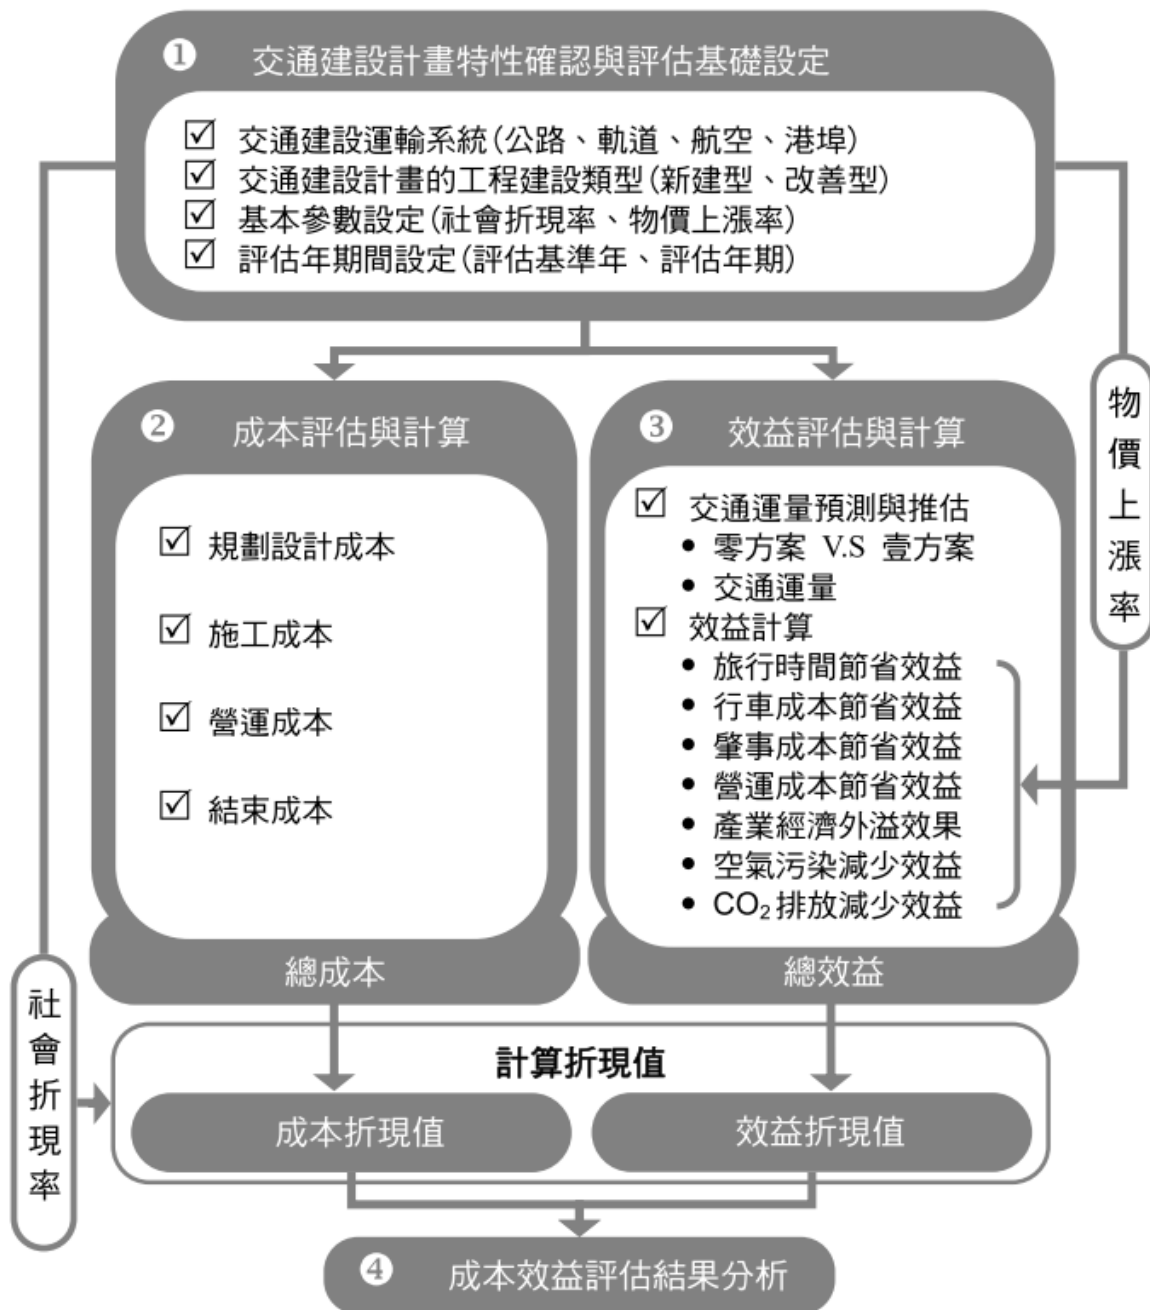 ❶ 交通建設計畫特性確認與評估基礎設定
☑ 交通建設運輸系統(公路、軌道、航空、港埠)
☑ 交通建設計畫的工程建設類型(新建型、改善型)
☑ 基本參數設定(社會折現率、物價上漲率)
☑ 評估年期間設定(評估基準年、評估年期)
❷ 成本評估與計算
☑ 規劃設計成本
☑ 施工成本
☑ 營運成本
☑ 結束成本
總成本
❸ 效益評估與計算
☑ 交通運量預測與推估
• 零方案 V.S 壹方案
• 交通運量
☑ 效益計算
• 旅行時間節省效益
• 行車成本節省效益
• 肇事成本節省效益
• 營運成本節省效益
• 產業經濟外溢效果
• 空氣污染減少效益
• CO₂排放減少效益
總效益
物價上漲率
社會折現率
計算折現值
成本折現值
效益折現值
❹ 成本效益評估結果分析